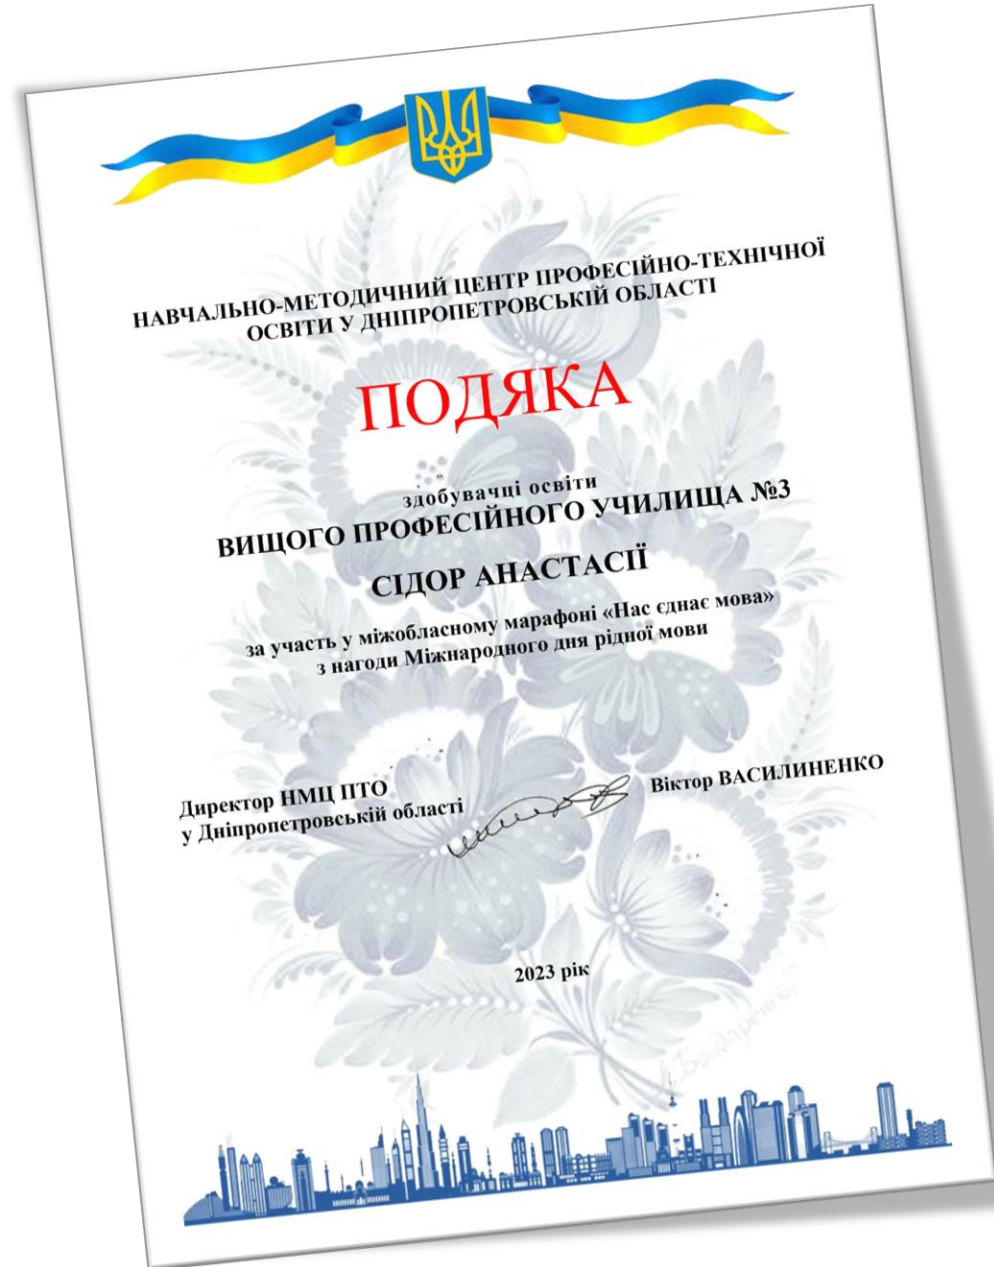 НАВЧАЛЬНО-МЕТОДИЧНИЙ ЦЕНТР ПРОФЕСІЙНО-ТЕХНІЧНОЇ
ОСВІТИ У ДНІПРОПЕТРОВСЬКІЙ ОБЛАСТІ
ПОДЯКА
здобувачці освіти
ВИЩОГО ПРОФЕСІЙНОГО УЧИЛИЩА №3
СІДОР АНАСТАСІЇ
за участь у міжобласному марафоні «Нас єднає мова»
з нагоди Міжнародного дня рідної мови
Директор НМЦ ПТО
у Дніпропетровській області
Віктор ВАСИЛИНЕНКО
2023 рік